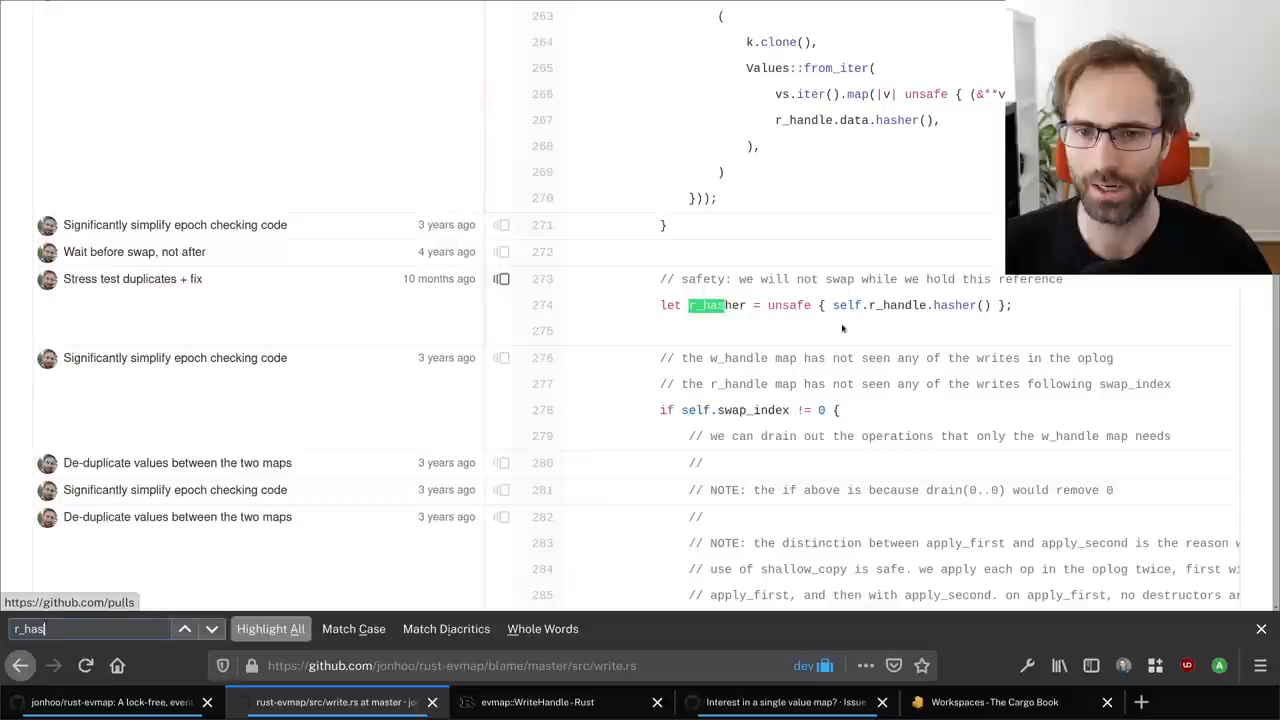 263 (
264 k.clone(),
265 Values::from_iter(
266 vs.iter().map(|v| unsafe { (&**v
267 r_handle.data.hasher(),
268 ),
269 )
270 }));
Significantly simplify epoch checking code 3 years ago 271 }
Wait before swap, not after 4 years ago 272
Stress test duplicates + fix 10 months ago 273 // safety: we will not swap while we hold this reference
274 let r_hasher = unsafe { self.r_handle.hasher() };
275
Significantly simplify epoch checking code 3 years ago 276 // the w_handle map has not seen any of the writes in the oplog
277 // the r_handle map has not seen any of the writes following swap_index
278 if self.swap_index != 0 {
279 // we can drain out the operations that only the w_handle map needs
De-duplicate values between the two maps 3 years ago 280 //
Significantly simplify epoch checking code 3 years ago 281 // NOTE: the if above is because drain(0..0) would remove 0
De-duplicate values between the two maps 3 years ago 282 //
283 // NOTE: the distinction between apply_first and apply_second is the reason w
284 // use of shallow_copy is safe. we apply each op in the oplog twice, first wi
285 // apply_first, and then with apply_second. on apply_first, no destructors ar
https://github.com/pulls
r_has Highlight All Match Case Match Diacritics Whole Words
https://github.com/jonhoo/rust-evmap/blame/master/src/write.rs dev
jonhoo/rust-evmap: A lock-free, even rust-evmap/src/write.rs at master · jo evmap::WriteHandle - Rust Interest in a single value map? · Issue Workspaces - The Cargo Book